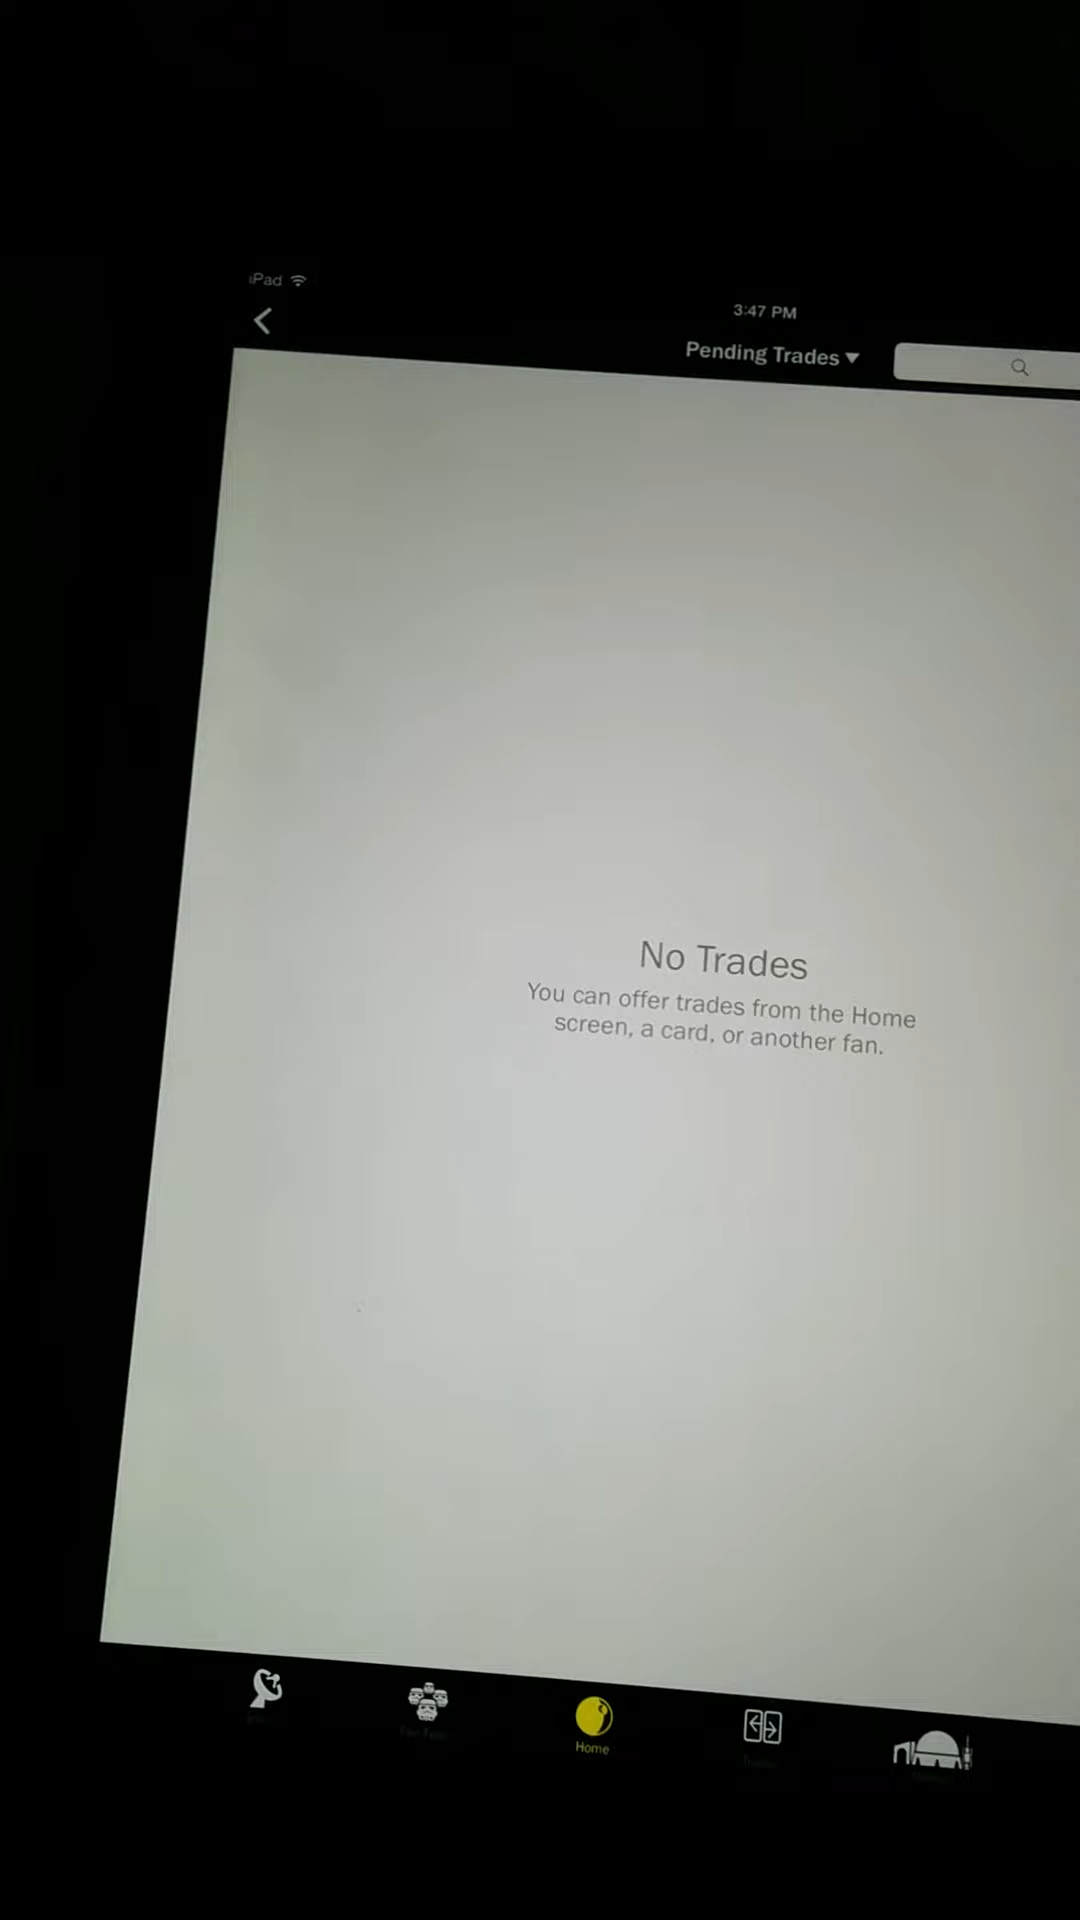 iPad
3:47 PM
Pending Trades
No Trades
You can offer trades from the Home
screen, a card, or another fan.
Home